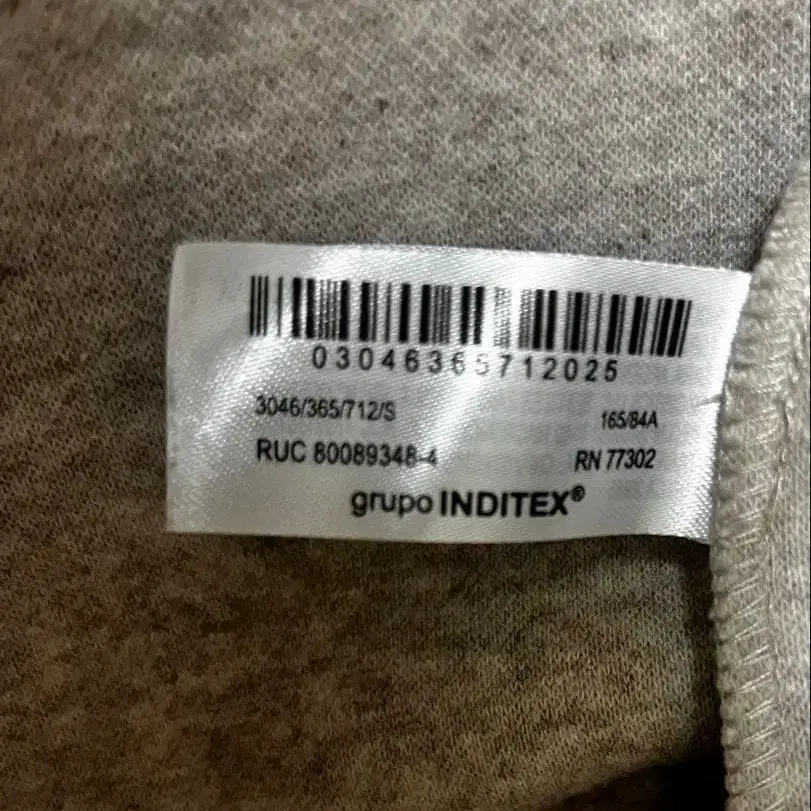 03046365712025
3046/365/712/S 165/84A
RUC 80089348-4 RN 77302
grupo INDITEX®